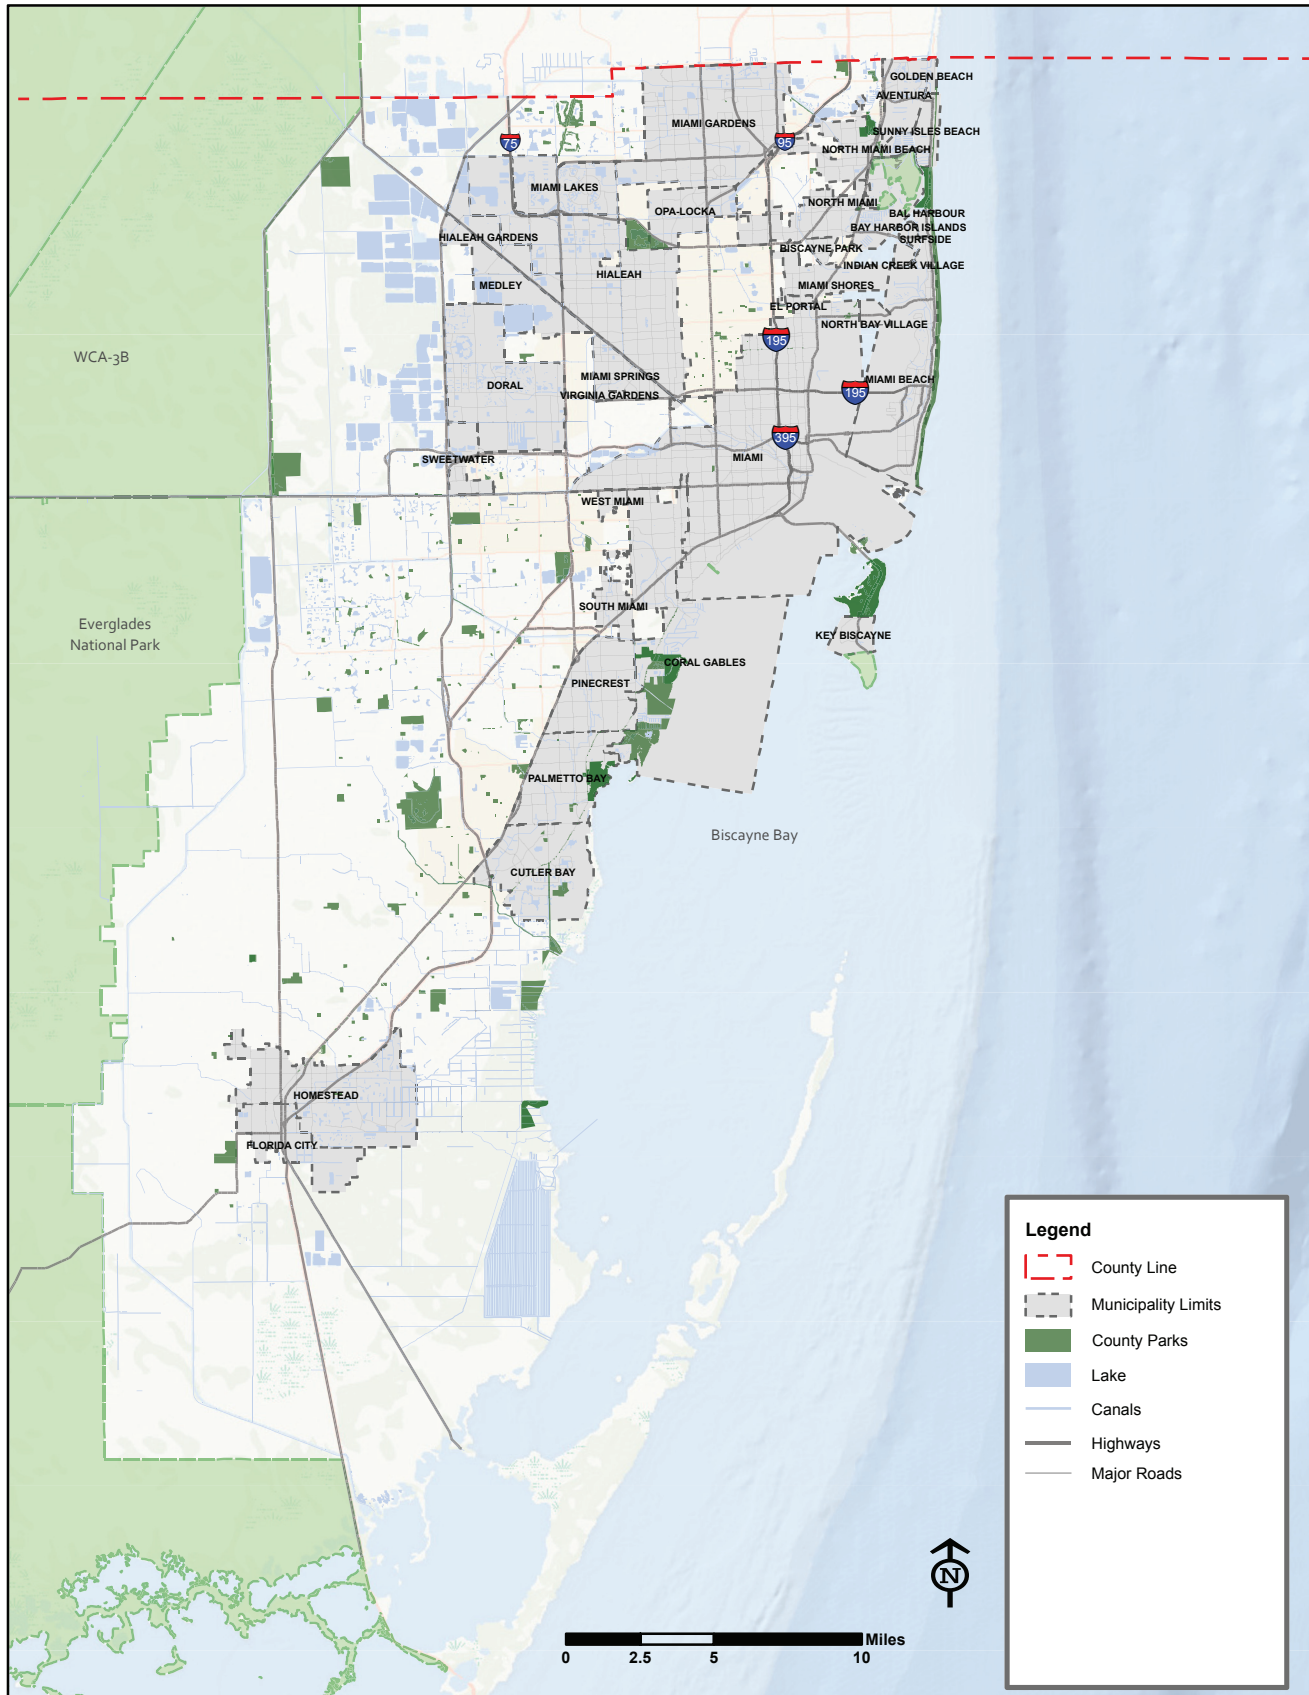 GOLDEN BEACH
AVENTURA
MIAMI GARDENS
SUNNY ISLES BEACH
75
95
NORTH MIAMI BEACH
MIAMI LAKES
NORTH MIAMI
OPA-LOCKA
BAL HARBOUR
BAY HARBOR ISLANDS
HIALEAH GARDENS
SURFSIDE
BISCAYNE PARK
INDIAN CREEK VILLAGE
HIALEAH
MEDLEY
MIAMI SHORES
EL PORTAL
NORTH BAY VILLAGE
195
WCA-3B
MIAMI SPRINGS
MIAMI BEACH
DORAL
VIRGINIA GARDENS
195
395
SWEETWATER
MIAMI
WEST MIAMI
SOUTH MIAMI
Everglades
National Park
KEY BISCAYNE
CORAL GABLES
PINECREST
PALMETTO BAY
Biscayne Bay
CUTLER BAY
HOMESTEAD
FLORIDA CITY
Legend
County Line
Municipality Limits
County Parks
Lake
Canals
Highways
Major Roads
N
Miles
0 2.5 5 10